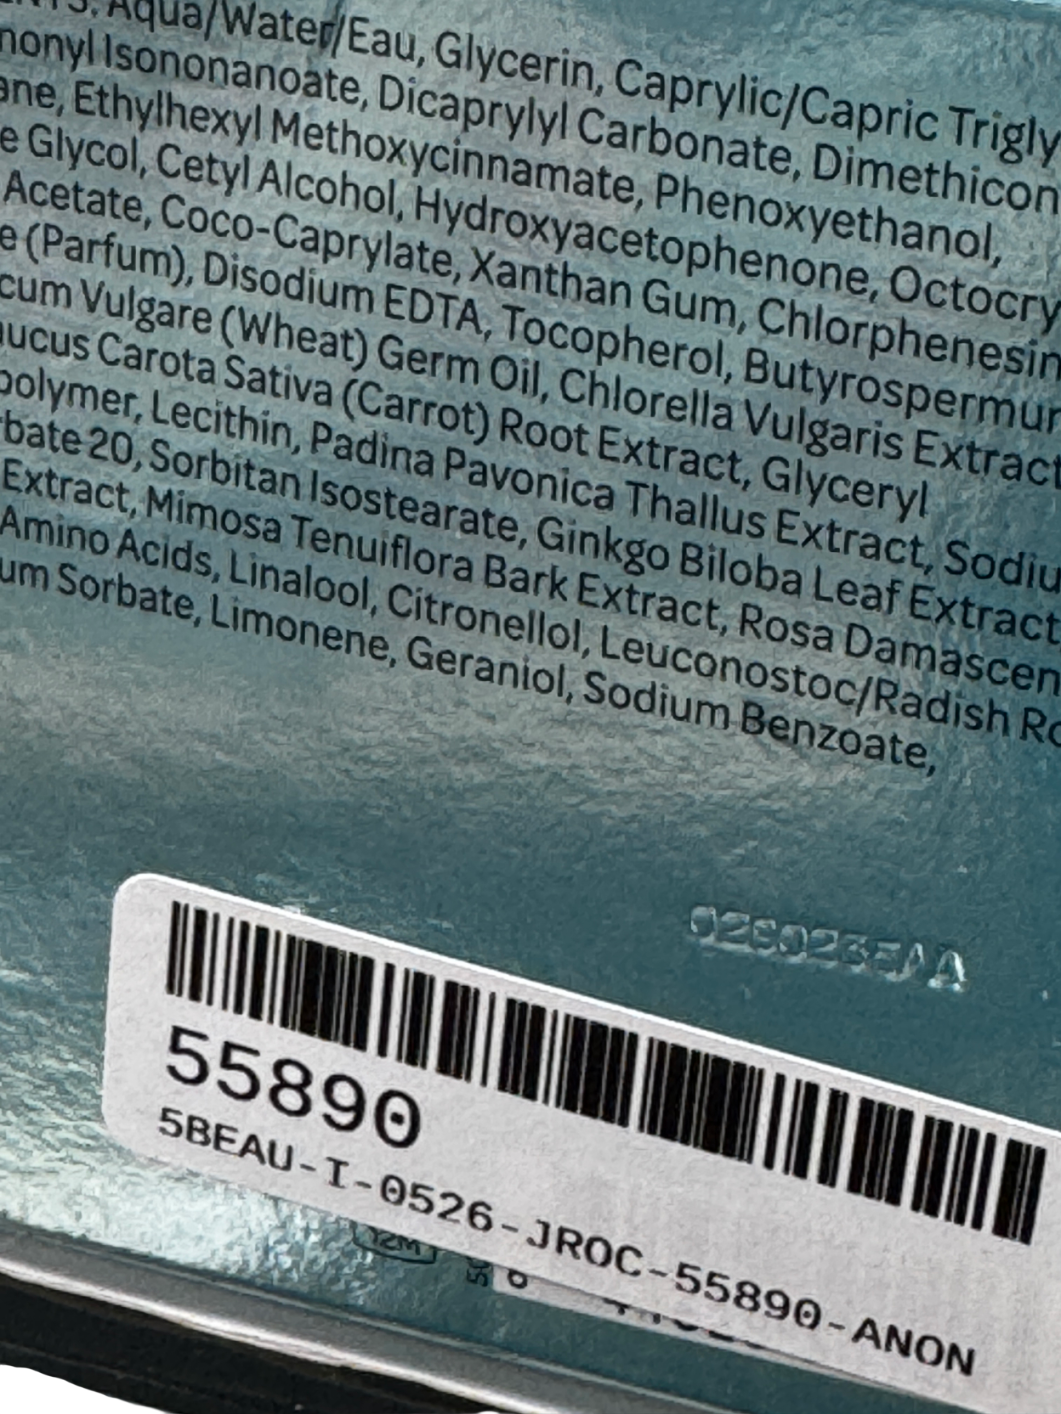 Aqua/Water/Eau, Glycerin, Caprylic/Capric Trigly
nonyl Isononanoate, Dicaprylyl Carbonate, Dimethicon
ane, Ethylhexyl Methoxycinnamate, Phenoxyethanol,
e Glycol, Cetyl Alcohol, Hydroxyacetophenone, Octocry
Acetate, Coco-Caprylate, Xanthan Gum, Chlorphenesin
e (Parfum), Disodium EDTA, Tocopherol, Butyrospermum
cum Vulgare (Wheat) Germ Oil, Chlorella Vulgaris Extract
aucus Carota Sativa (Carrot) Root Extract, Glyceryl
polymer, Lecithin, Padina Pavonica Thallus Extract, Sodiu
bate 20, Sorbitan Isostearate, Ginkgo Biloba Leaf Extract
Extract, Mimosa Tenuiflora Bark Extract, Rosa Damascen
Amino Acids, Linalool, Citronellol, Leuconostoc/Radish Ro
um Sorbate, Limonene, Geraniol, Sodium Benzoate,
55890
5BEAU-I-0526-JROC-55890-ANON
12M